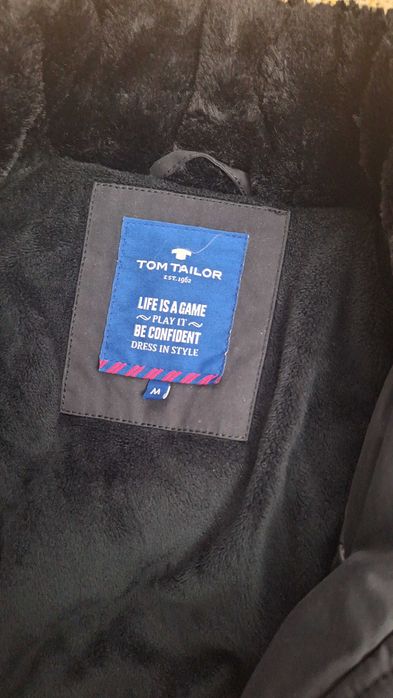 TOM TAILOR
EST. 1962
LIFE IS A GAME
~ PLAY IT ~
BE CONFIDENT
DRESS IN STYLE
M